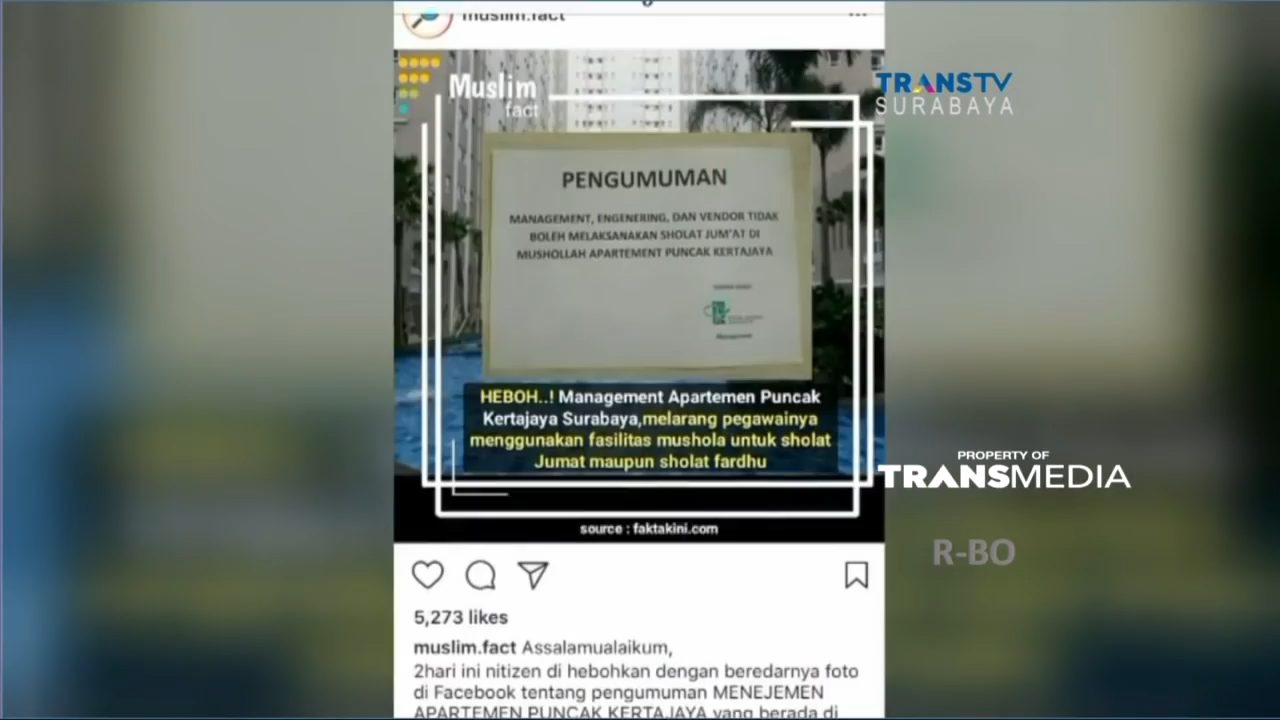 muslim.fact
Muslim
fact
TRANSTV
SURABAYA
PENGUMUMAN
MANAGEMENT, ENGENERING, DAN VENDOR TIDAK
BOLEH MELAKSANAKAN SHOLAT JUM'AT DI
MUSHOLLAH APARTEMENT PUNCAK KERTAJAYA
Management
HEBOH..! Management Apartemen Puncak
Kertajaya Surabaya,melarang pegawainya
menggunakan fasilitas mushola untuk sholat
Jumat maupun sholat fardhu
PROPERTY OF
TRANSMEDIA
source : faktakini.com
R-BO
5,273 likes
muslim.fact Assalamualaikum,
2hari ini nitizen di hebohkan dengan beredarnya foto
di Facebook tentang pengumuman MENEJEMEN
APARTEMEN PUNCAK KERTAJAYA yang berada di